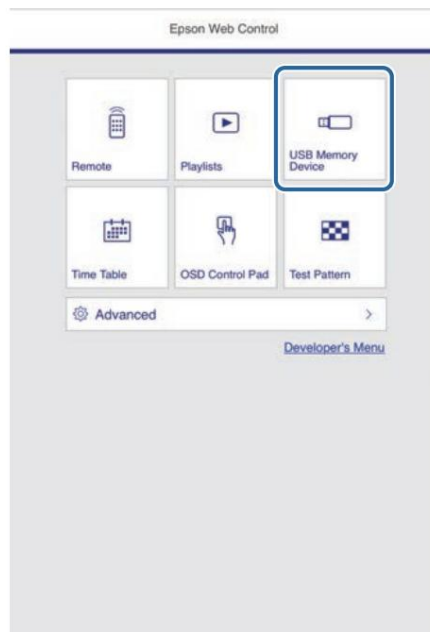 Epson Web Control
Remote
Playlists
USB Memory
Device
Time Table
OSD Control Pad
Test Pattern
Advanced
Developer's Menu